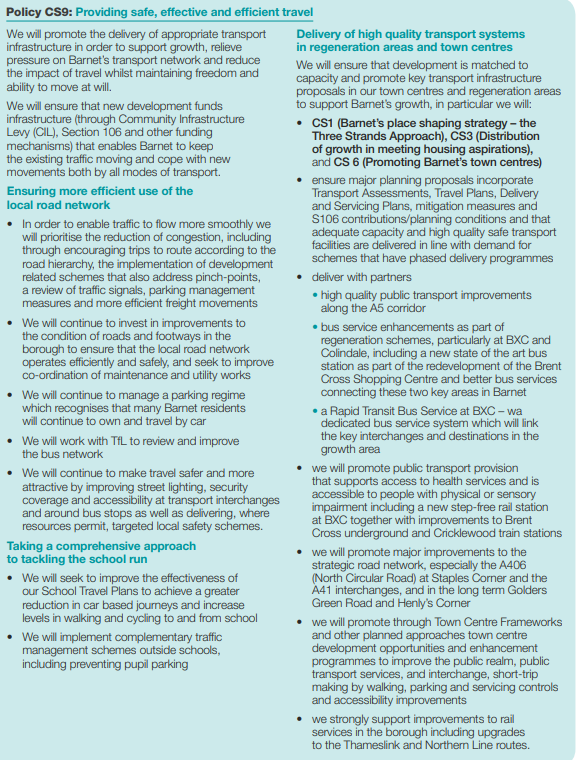 Policy CS9: Providing safe, effective and efficient travel
We will promote the delivery of appropriate transport
infrastructure in order to support growth, relieve
pressure on Barnet's transport network and reduce
the impact of travel whilst maintaining freedom and
ability to move at will.
We will ensure that new development funds
infrastructure (through Community Infrastructure
Levy (CIL), Section 106 and other funding
mechanisms) that enables Barnet to keep
the existing traffic moving and cope with new
movements both by all modes of transport.
Ensuring more efficient use of the
local road network
• In order to enable traffic to flow more smoothly we
will prioritise the reduction of congestion, including
through encouraging trips to route according to the
road hierarchy, the implementation of development
related schemes that also address pinch-points,
a review of traffic signals, parking management
measures and more efficient freight movements
• We will continue to invest in improvements to
the condition of roads and footways in the
borough to ensure that the local road network
operates efficiently and safely, and seek to improve
co-ordination of maintenance and utility works
• We will continue to manage a parking regime
which recognises that many Barnet residents
will continue to own and travel by car
• We will work with TfL to review and improve
the bus network
• We will continue to make travel safer and more
attractive by improving street lighting, security
coverage and accessibility at transport interchanges
and around bus stops as well as delivering, where
resources permit, targeted local safety schemes.
Taking a comprehensive approach
to tackling the school run
• We will seek to improve the effectiveness of
our School Travel Plans to achieve a greater
reduction in car based journeys and increase
levels in walking and cycling to and from school
• We will implement complementary traffic
management schemes outside schools,
including preventing pupil parking
Delivery of high quality transport systems
in regeneration areas and town centres
We will ensure that development is matched to
capacity and promote key transport infrastructure
proposals in our town centres and regeneration areas
to support Barnet's growth, in particular we will:
• CS1 (Barnet's place shaping strategy – the
Three Strands Approach), CS3 (Distribution
of growth in meeting housing aspirations),
and CS 6 (Promoting Barnet's town centres)
• ensure major planning proposals incorporate
Transport Assessments, Travel Plans, Delivery
and Servicing Plans, mitigation measures and
S106 contributions/planning conditions and that
adequate capacity and high quality safe transport
facilities are delivered in line with demand for
schemes that have phased delivery programmes
• deliver with partners
• high quality public transport improvements
along the A5 corridor
• bus service enhancements as part of
regeneration schemes, particularly at BXC and
Colindale, including a new state of the art bus
station as part of the redevelopment of the Brent
Cross Shopping Centre and better bus services
connecting these two key areas in Barnet
• a Rapid Transit Bus Service at BXC – wa
dedicated bus service system which will link
the key interchanges and destinations in the
growth area
• we will promote public transport provision
that supports access to health services and is
accessible to people with physical or sensory
impairment including a new step-free rail station
at BXC together with improvements to Brent
Cross underground and Cricklewood train stations
• we will promote major improvements to the
strategic road network, especially the A406
(North Circular Road) at Staples Corner and the
A41 interchanges, and in the long term Golders
Green Road and Henly's Corner
• we will promote through Town Centre Frameworks
and other planned approaches town centre
development opportunities and enhancement
programmes to improve the public realm, public
transport services, and interchange, short-trip
making by walking, parking and servicing controls
and accessibility improvements
• we strongly support improvements to rail
services in the borough including upgrades
to the Thameslink and Northern Line routes.